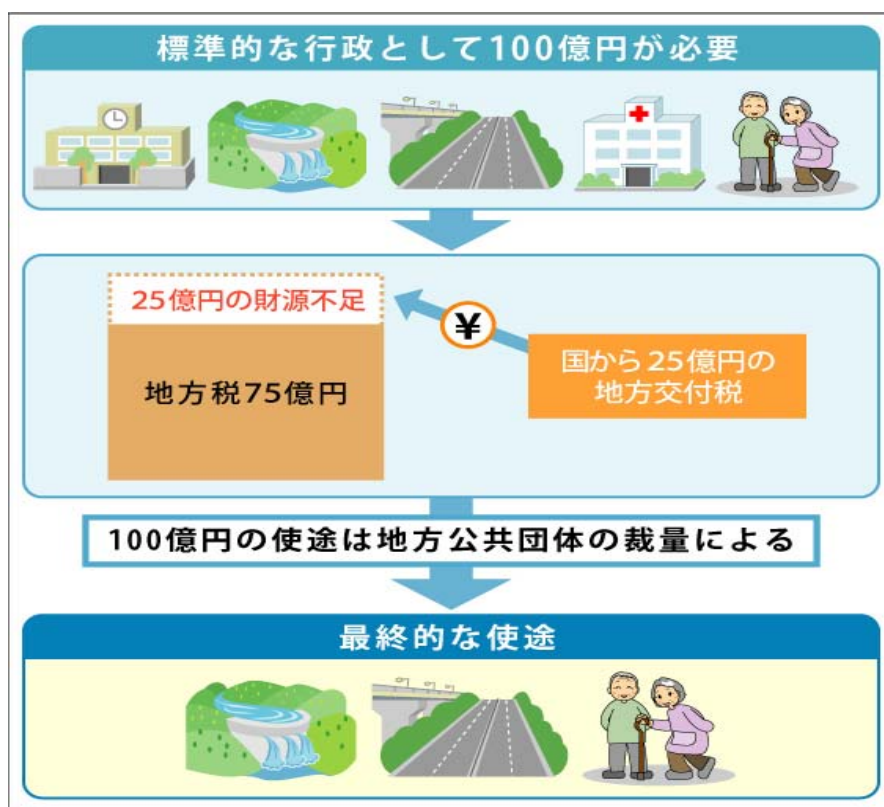 標準的な行政として100億円が必要
25億円の財源不足
¥
地方税75億円
国から25億円の
地方交付税
100億円の使途は地方公共団体の裁量による
最終的な使途